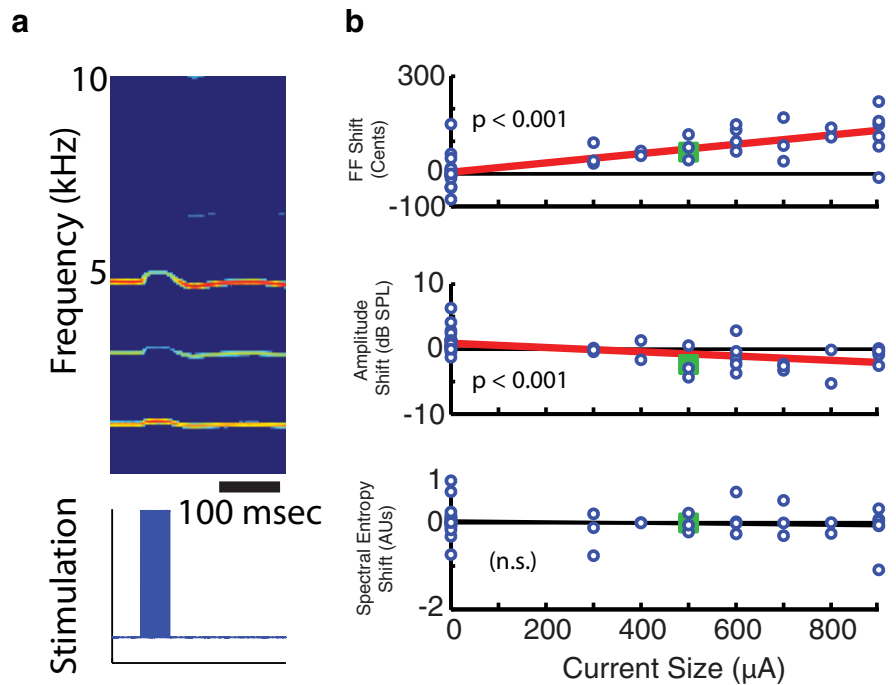 a
10
5
Frequency (kHz)
100 msec
Stimulation
b
300
0
-100
FF Shift
(Cents)
p < 0.001
10
0
-10
Amplitude
Shift (dB SPL)
p < 0.001
1
0
-2
Spectral Entropy
Shift (AUs)
(n.s.)
0 200 400 600 800
Current Size (µA)